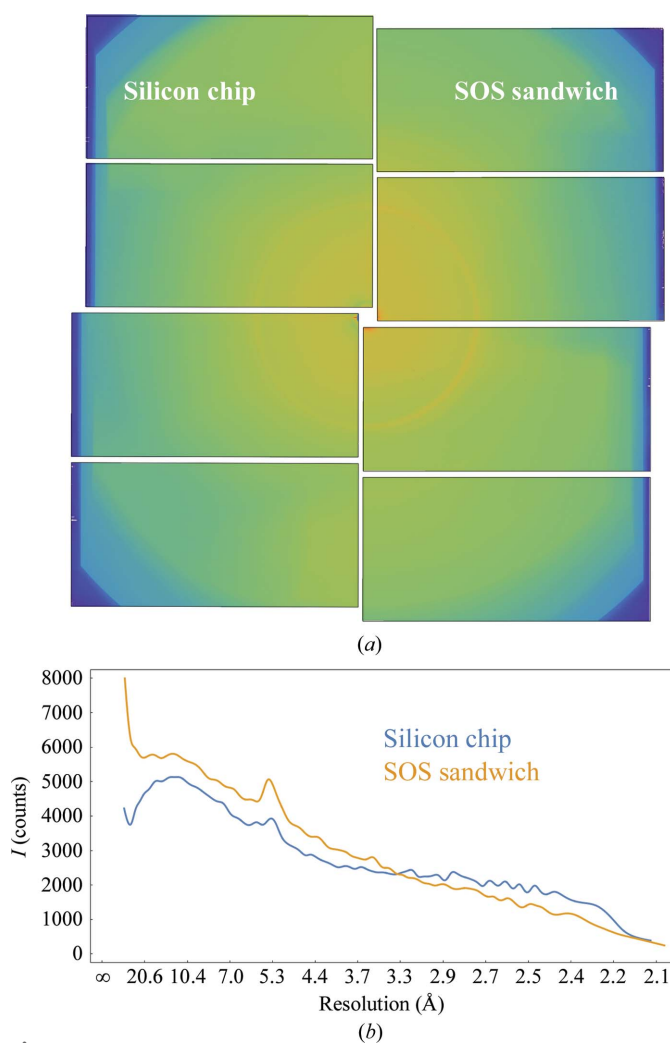 Silicon chip SOS sandwich
(a)
8000
7000
6000
5000
4000
3000
2000
1000
0
I (counts)
Silicon chip
SOS sandwich
∞ 20.6 10.4 7.0 5.3 4.4 3.7 3.3 2.9 2.7 2.5 2.4 2.2 2.1
Resolution (Å)
(b)